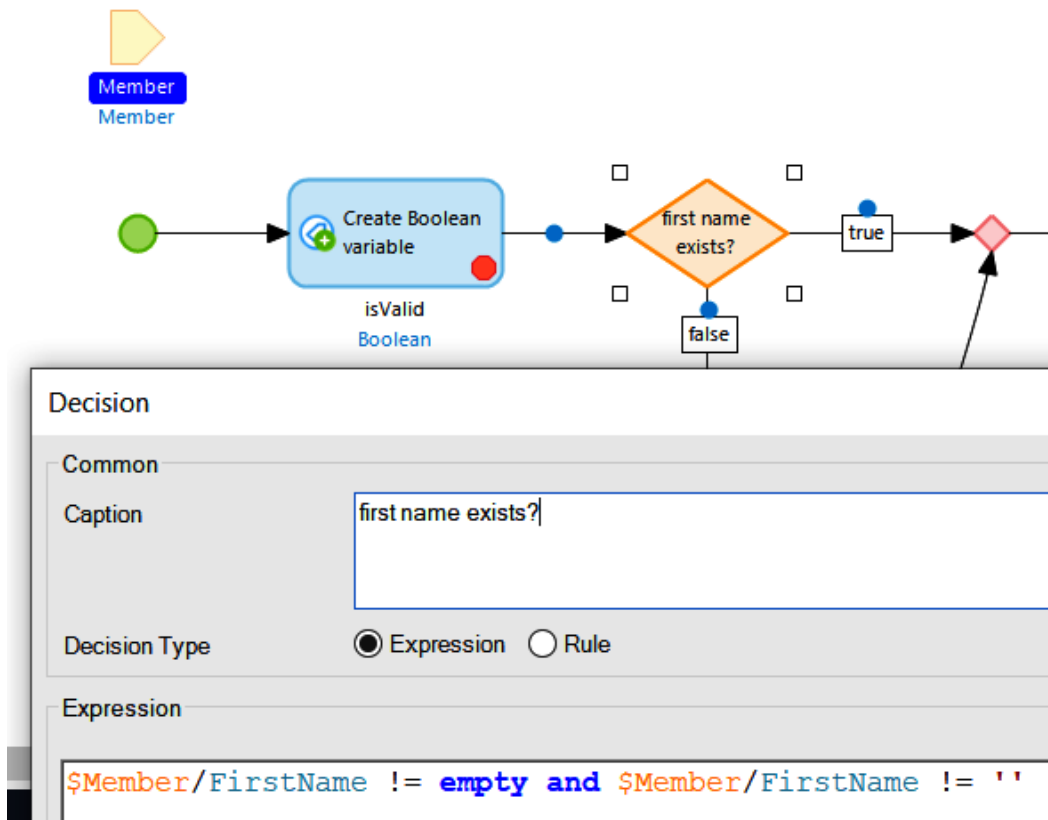 Member
Member
Create Boolean
variable
isValid
Boolean
first name
exists?
true
false
Decision
Common
Caption
first name exists?
Decision Type
Expression
Rule
Expression
$Member/FirstName != empty and $Member/FirstName != ''